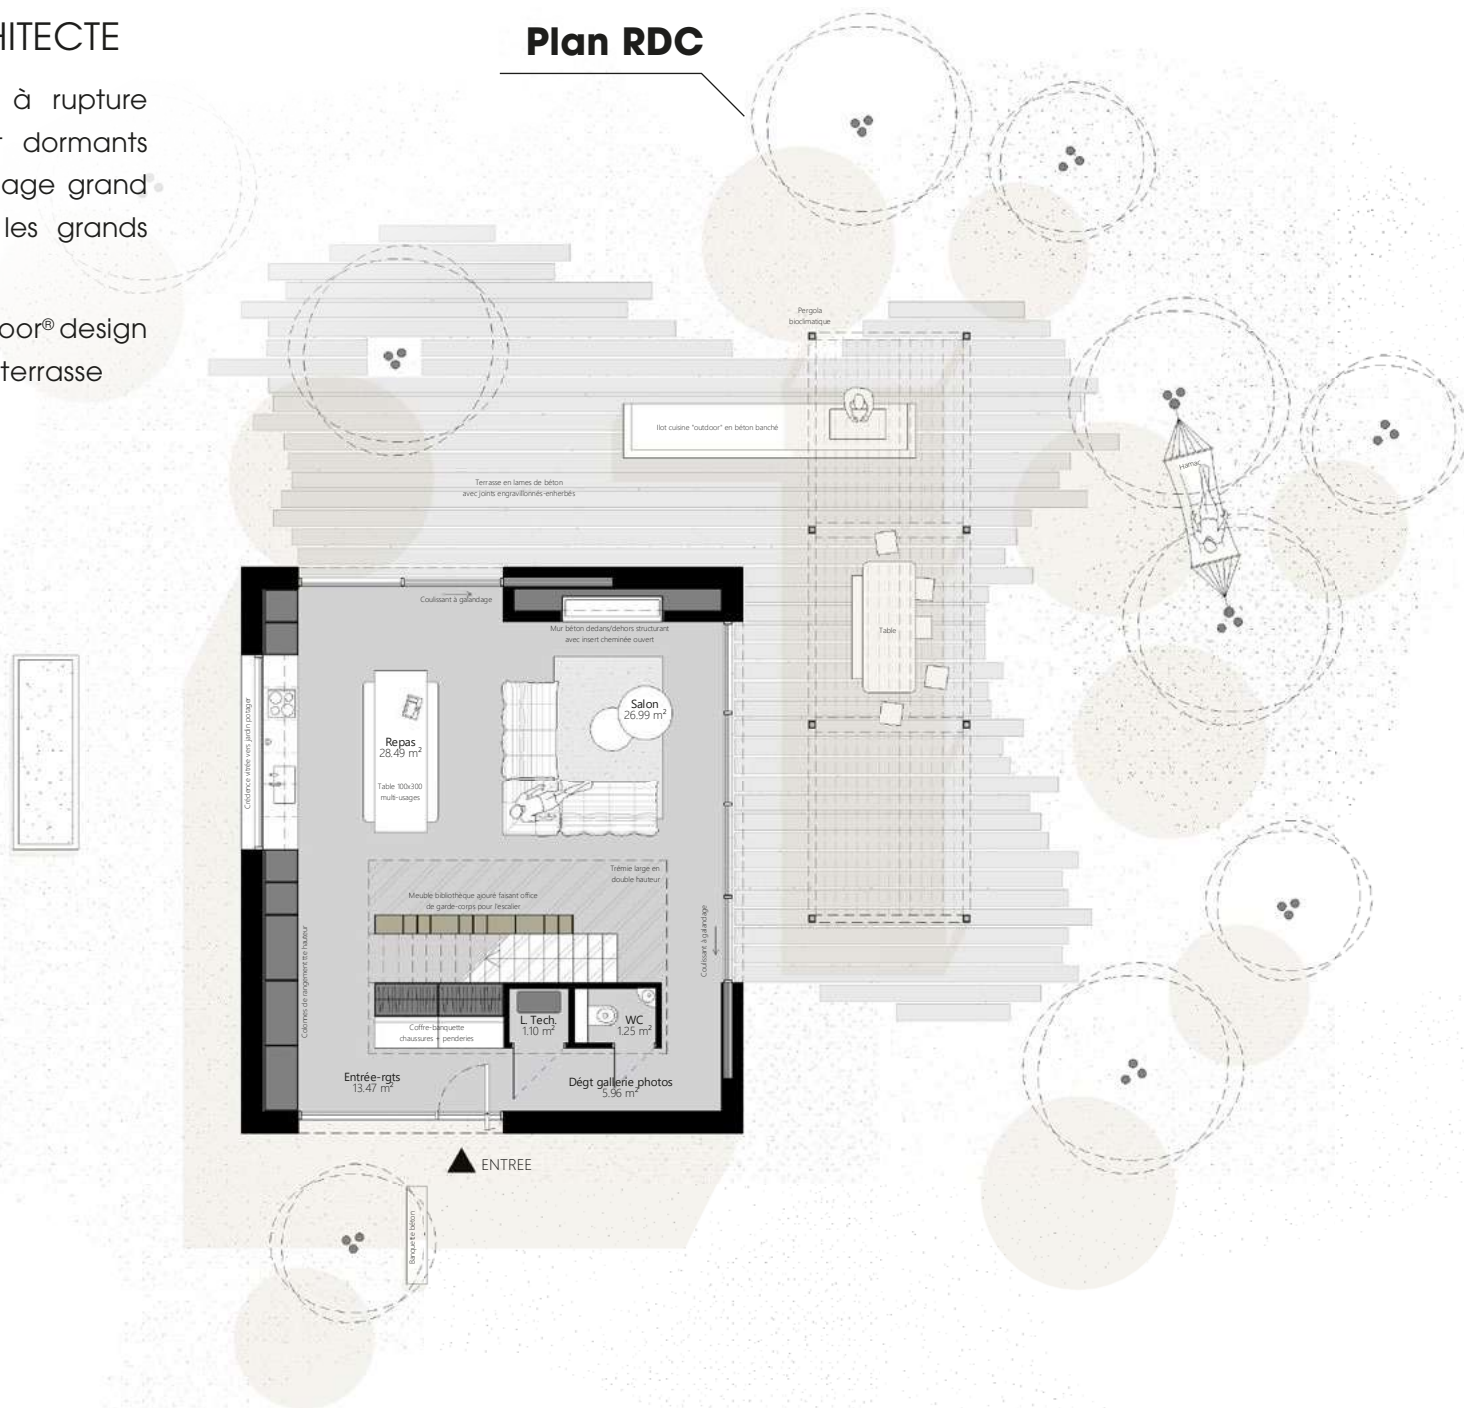 HITECTE
à rupture
dormants
age grand
les grands
oor® design
terrasse
Plan RDC
Pergola
bioclimatique
Ilot cuisine "outdoor" en béton banché
Hamac
Terrasse en lames de béton
avec joints engravillonnés-enherbés
Coulissant à galandage
Mur béton dedans/dehors structurant
avec insert cheminée ouvert
Table
Crédence vitrée vers jardin potager
Salon
26.99 m²
Repas
28.49 m²
Table 100x300
multi-usages
Trémie large en
double hauteur
Meuble bibliothèque ajouré faisant office
de garde-corps pour l'escalier
Coulissant à galandage
Colonnes de rangement tte hauteur
L. Tech.
1.10 m²
WC
1.25 m²
Coffre-banquette
chaussures + penderies
Entrée-rgts
13.47 m²
Dégt gallerie photos
5.96 m²
ENTREE
Banquette béton